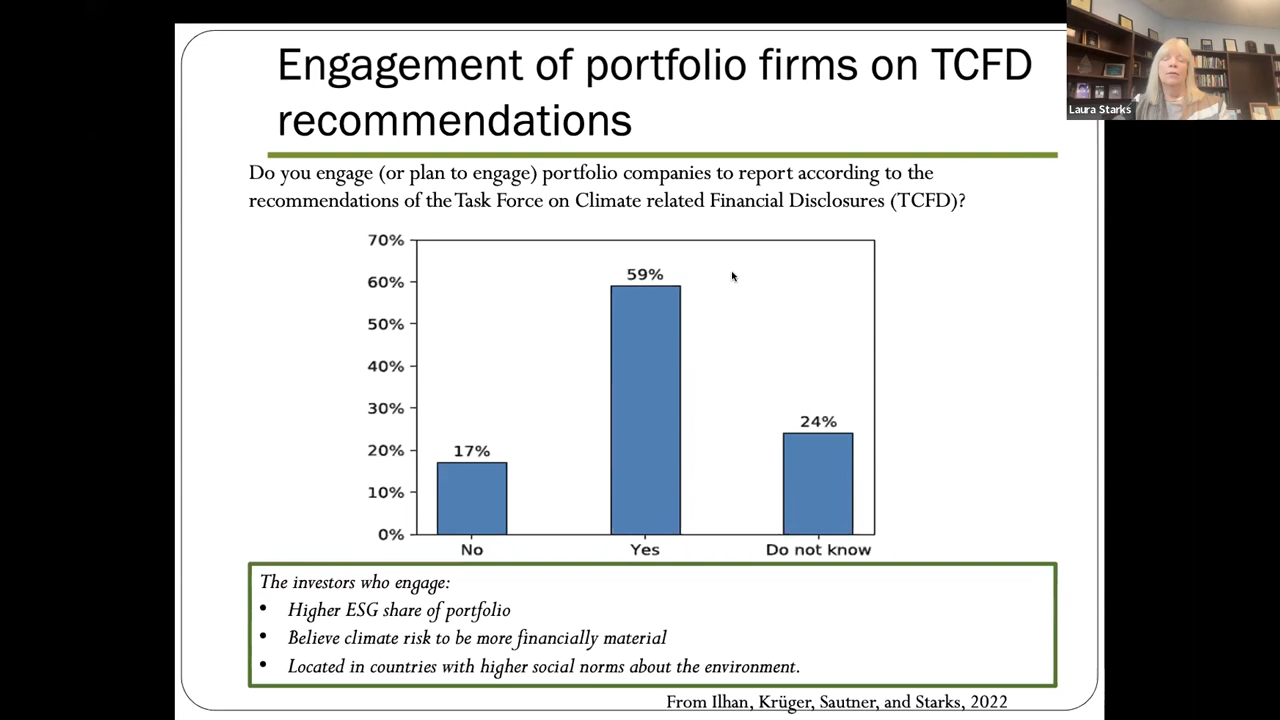 Engagement of portfolio firms on TCFD
recommendations
Laura Starks
Do you engage (or plan to engage) portfolio companies to report according to the
recommendations of the Task Force on Climate related Financial Disclosures (TCFD)?
70%
60%
50%
40%
30%
20%
10%
0%
17%
59%
24%
No
Yes
Do not know
The investors who engage:
• Higher ESG share of portfolio
• Believe climate risk to be more financially material
• Located in countries with higher social norms about the environment.
From Ilhan, Krüger, Sautner, and Starks, 2022